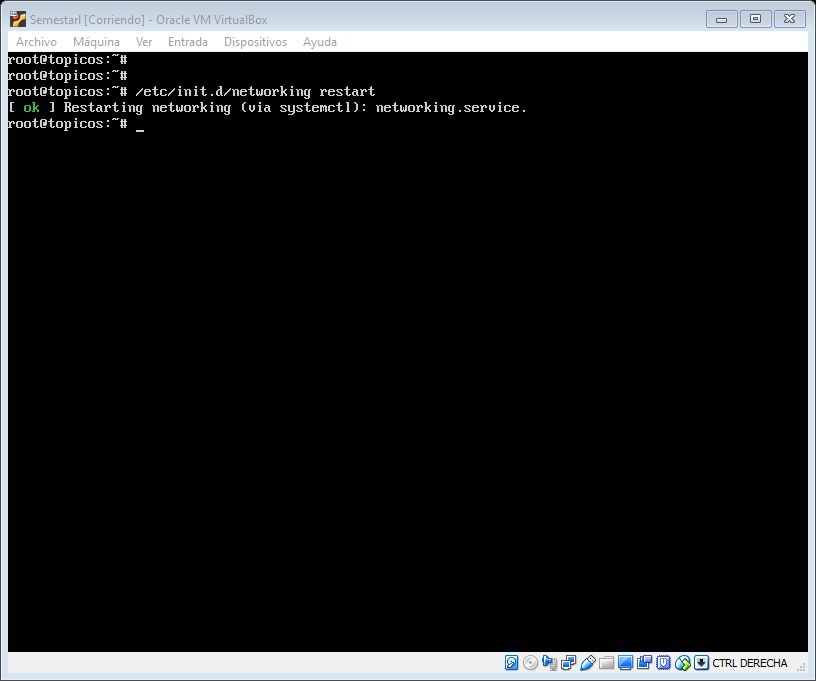 Semestarl [Corriendo] - Oracle VM VirtualBox
Archivo Máquina Ver Entrada Dispositivos Ayuda
root@topicos:~#
root@topicos:~#
root@topicos:~# /etc/init.d/networking restart
[ ok ] Restarting networking (via systemctl): networking.service.
root@topicos:~# _
CTRL DERECHA